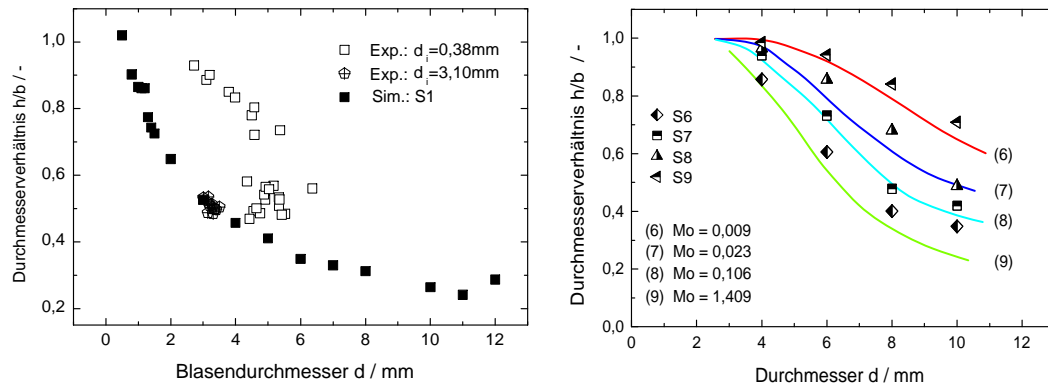 1,0
0,8
0,6
0,4
0,2
Durchmesserverhältnis h/b / -
Exp.: di=0,38mm
Exp.: di=3,10mm
Sim.: S1
0 2 4 6 8 10 12
Blasendurchmesser d / mm
1,0
0,8
0,6
0,4
0,2
0,0
Durchmesserverhältnis h/b / -
S6
S7
S8
S9
(6)
(7)
(8)
(9)
(6) Mo = 0,009
(7) Mo = 0,023
(8) Mo = 0,106
(9) Mo = 1,409
0 2 4 6 8 10 12
Durchmesser d / mm